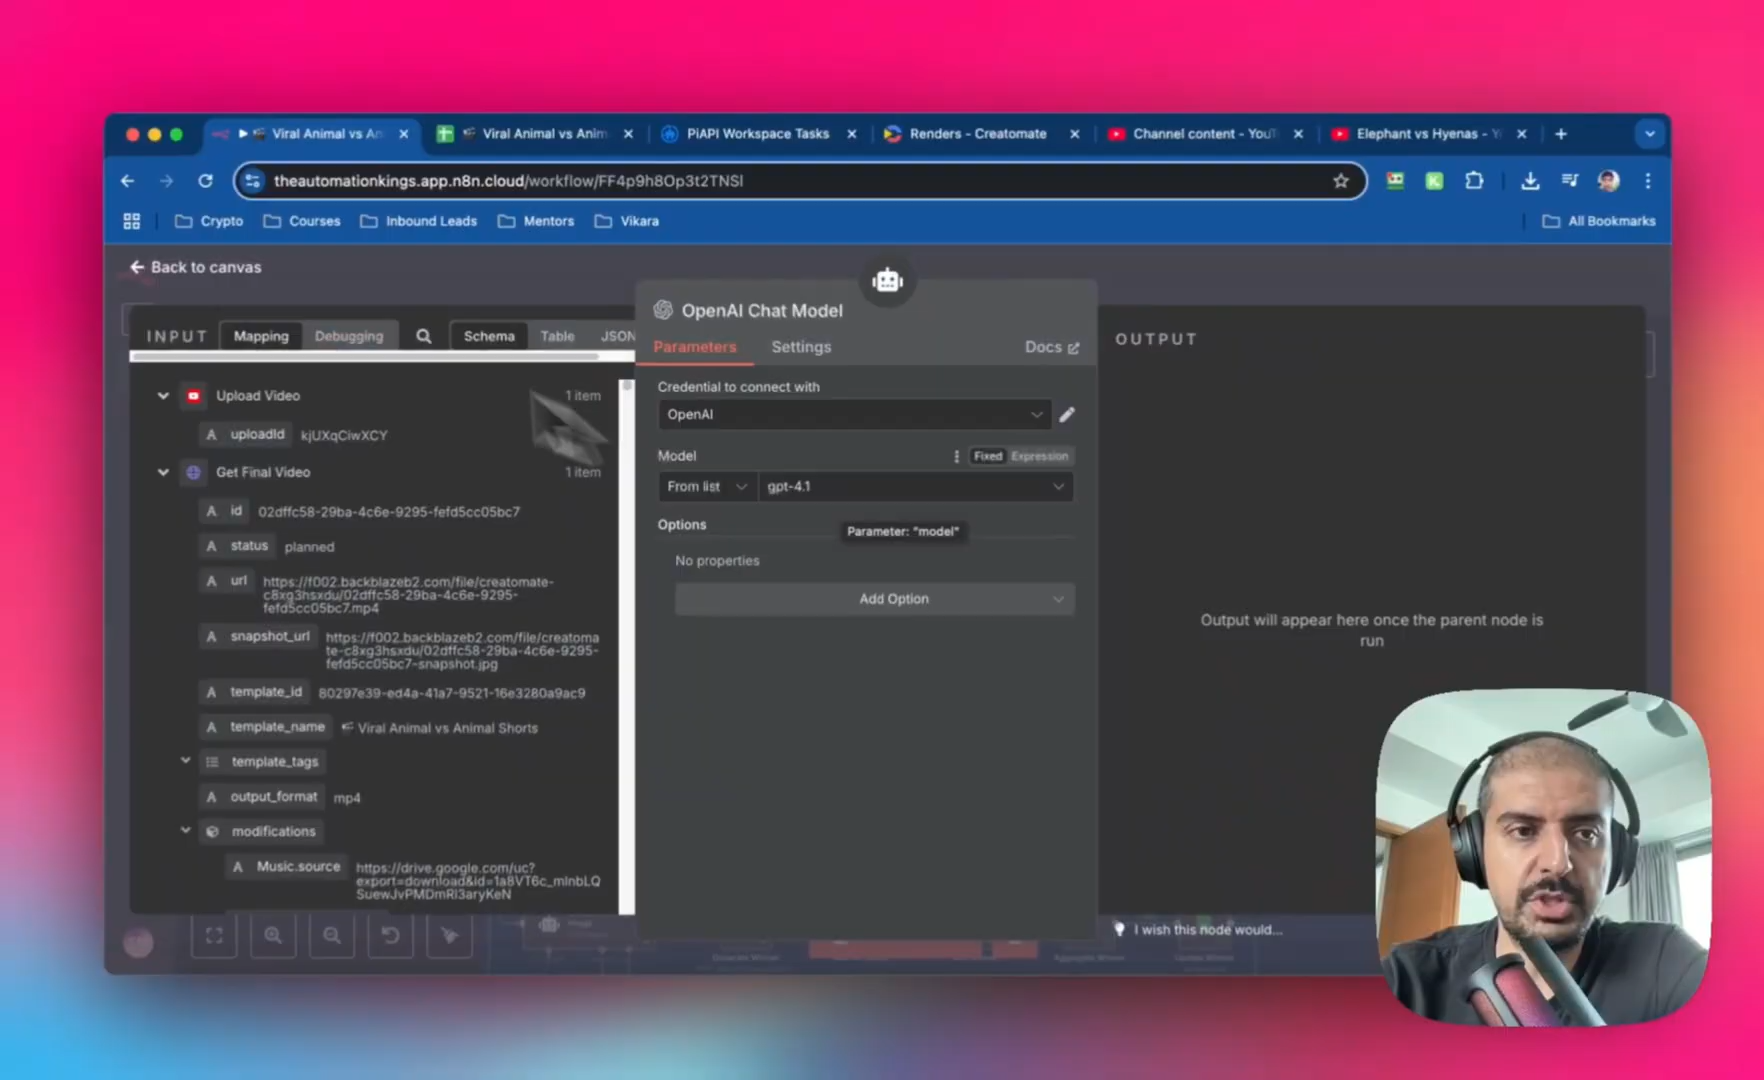 Viral Animal vs An
Viral Animal vs Anim
PiAPI Workspace Tasks
Renders - Creatomate
Channel content - YouT
Elephant vs Hyenas - Y
theautomationkings.app.n8n.cloud/workflow/FF4p9h8Op3t2TNSl
Crypto
Courses
Inbound Leads
Mentors
Vikara
All Bookmarks
Back to canvas
INPUT
Mapping
Debugging
Schema
Table
JSON
Upload Video
1 item
A uploadId kjUXqCiwXCY
Get Final Video
1 item
A id 02dffc58-29ba-4c6e-9295-fefd5cc05bc7
A status planned
A url https://f002.backblazeb2.com/file/creatomate-
c8xg3hsxdu/02dffc58-29ba-4c6e-9295-
fefd5cc05bc7.mp4
A snapshot_url https://f002.backblazeb2.com/file/creatoma
te-c8xg3hsxdu/02dffc58-29ba-4c6e-9295-
fefd5cc05bc7-snapshot.jpg
A template_id 80297e39-ed4a-41a7-9521-16e3280a9ac9
A template_name Viral Animal vs Animal Shorts
template_tags
A output_format mp4
modifications
A Music.source https://drive.google.com/uc?
export=download&id=1a8VT6c_mInbLQ
SuewJvPMDmRl3aryKeN
OpenAI Chat Model
Parameters
Settings
Docs
Credential to connect with
OpenAI
Model
Fixed
Expression
From list
gpt-4.1
Options
Parameter: "model"
No properties
Add Option
OUTPUT
Output will appear here once the parent node is
run
I wish this node would...